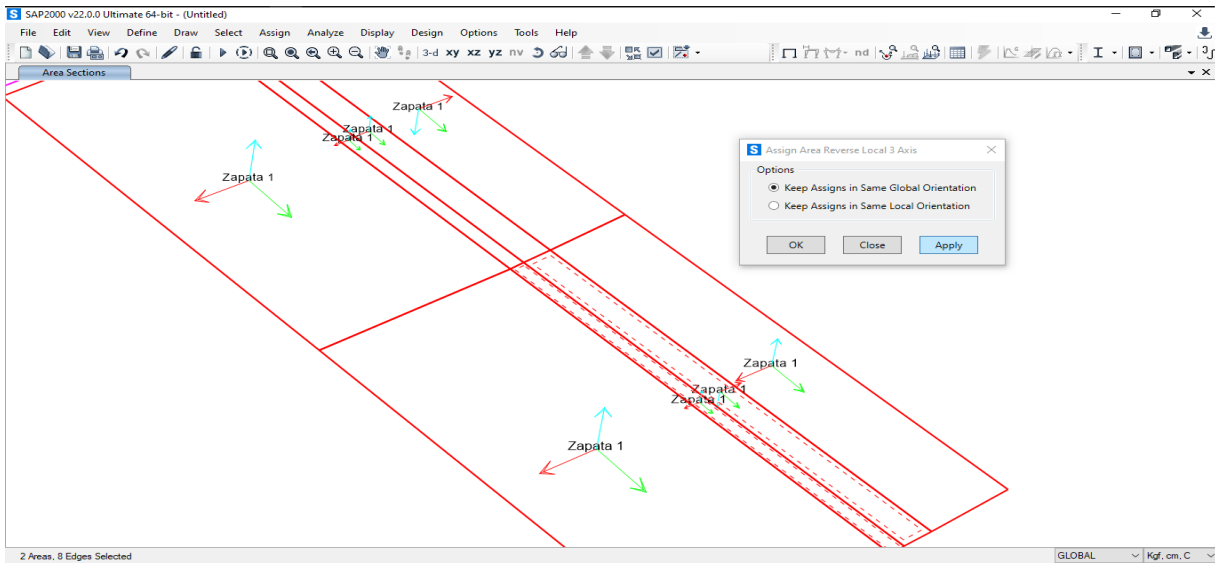 SAP2000 v22.0.0 Ultimate 64-bit - (Untitled)
File Edit View Define Draw Select Assign Analyze Display Design Options Tools Help
3-d xy xz yz nv nd
Area Sections
Zapata 1
Zapata 1
Zapata 1
Zapata 1
Assign Area Reverse Local 3 Axis
Options
Keep Assigns in Same Global Orientation
Keep Assigns in Same Local Orientation
OK Close Apply
Zapata 1
Zapata 1
Zapata 1
Zapata 1
2 Areas, 8 Edges Selected GLOBAL Kgf, cm, C